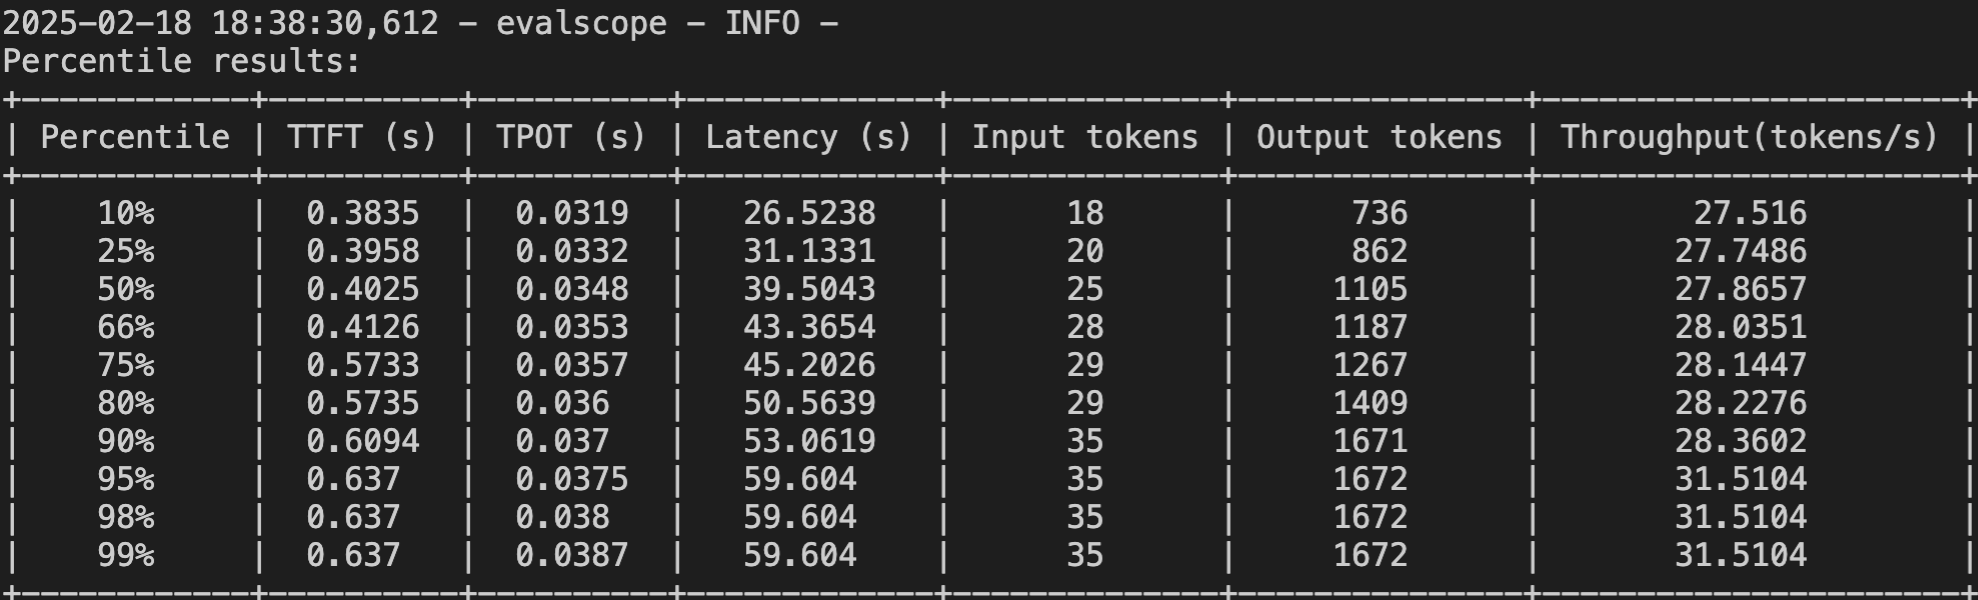 2025-02-18 18:38:30,612 - evalscope - INFO -
Percentile results:
+------------+----------+----------+-------------+--------------+---------------+----------------------+
| Percentile | TTFT (s) | TPOT (s) | Latency (s) | Input tokens | Output tokens | Throughput(tokens/s) |
+------------+----------+----------+-------------+--------------+---------------+----------------------+
|    10%     |  0.3835  |  0.0319  |   26.5238   |      18      |      736      |        27.516        |
|    25%     |  0.3958  |  0.0332  |   31.1331   |      20      |      862      |       27.7486        |
|    50%     |  0.4025  |  0.0348  |   39.5043   |      25      |     1105      |       27.8657        |
|    66%     |  0.4126  |  0.0353  |   43.3654   |      28      |     1187      |       28.0351        |
|    75%     |  0.5733  |  0.0357  |   45.2026   |      29      |     1267      |       28.1447        |
|    80%     |  0.5735  |  0.036   |   50.5639   |      29      |     1409      |       28.2276        |
|    90%     |  0.6094  |  0.037   |   53.0619   |      35      |     1671      |       28.3602        |
|    95%     |  0.637   |  0.0375  |   59.604    |      35      |     1672      |       31.5104        |
|    98%     |  0.637   |  0.038   |   59.604    |      35      |     1672      |       31.5104        |
|    99%     |  0.637   |  0.0387  |   59.604    |      35      |     1672      |       31.5104        |
+------------+----------+----------+-------------+--------------+---------------+----------------------+